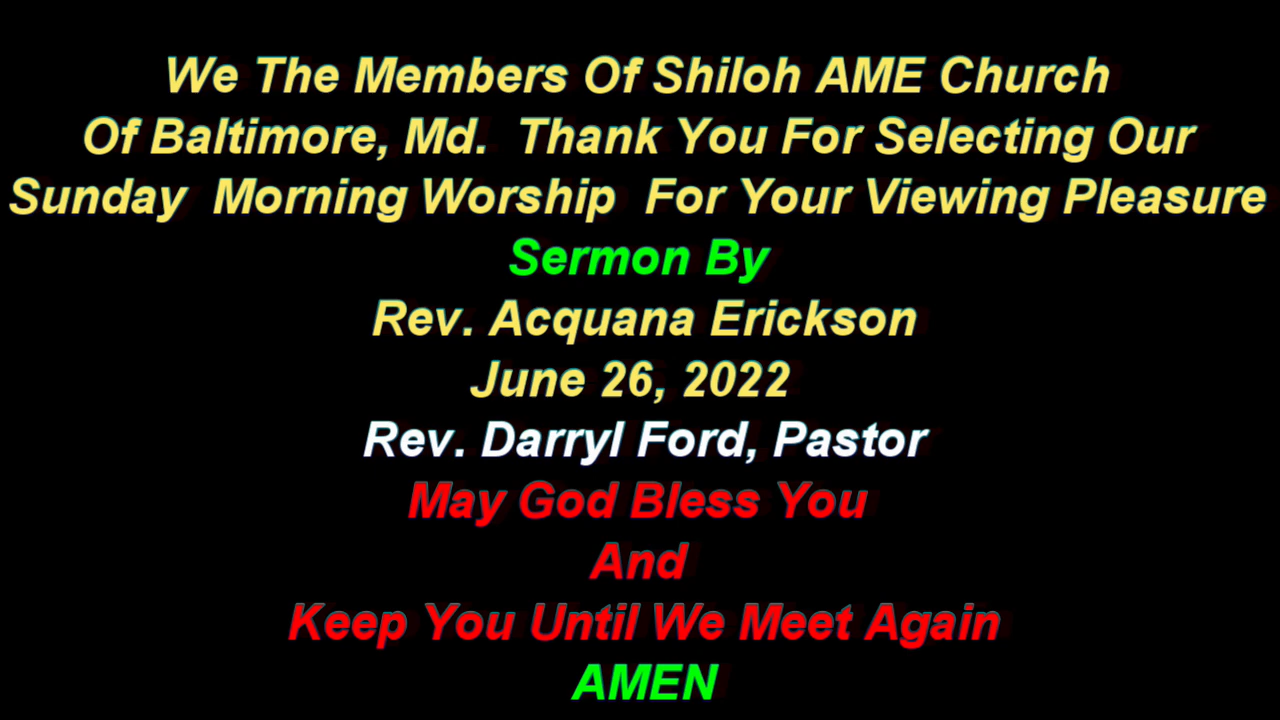 We The Members Of Shiloh AME Church
Of Baltimore, Md.  Thank You For Selecting Our
Sunday  Morning Worship  For Your Viewing Pleasure
Sermon By
Rev. Acquana Erickson
June 26, 2022
Rev. Darryl Ford, Pastor
May God Bless You
And
Keep You Until We Meet Again
AMEN